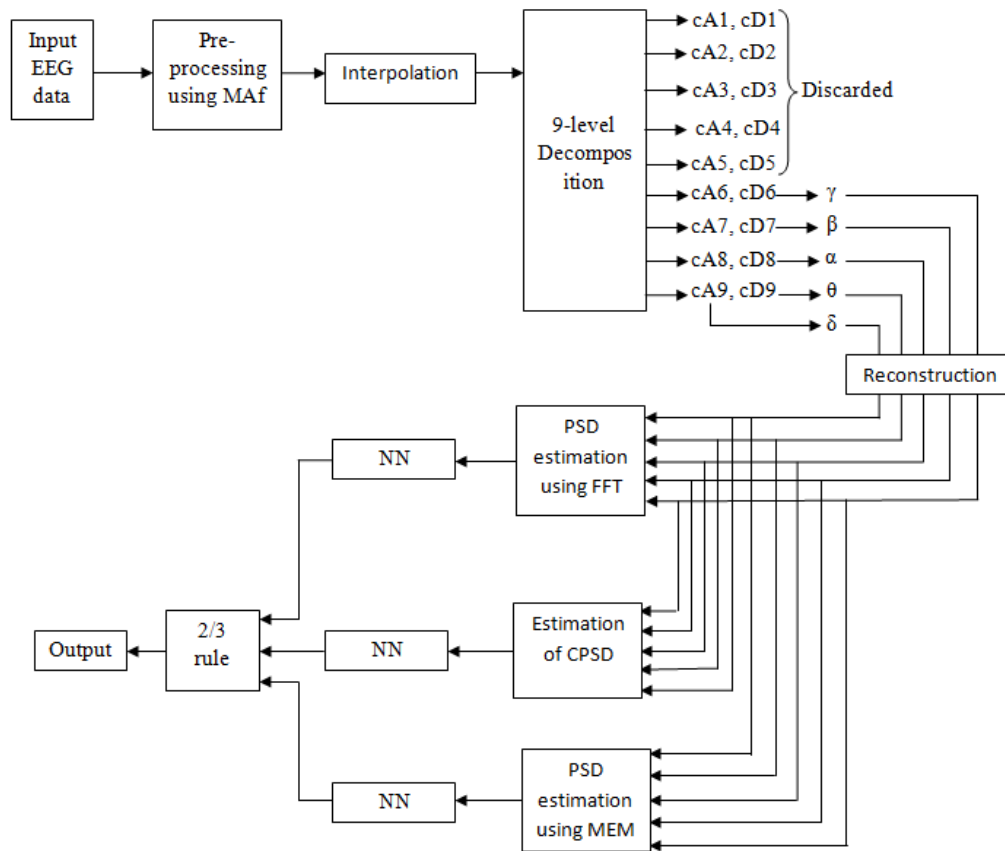 Input
EEG
data
Pre-
processing
using MAf
Interpolation
9-level
Decompos
ition
cA1, cD1
cA2, cD2
cA3, cD3
cA4, cD4
cA5, cD5
Discarded
cA6, cD6
γ
cA7, cD7
β
cA8, cD8
α
cA9, cD9
θ
δ
Reconstruction
PSD
estimation
using FFT
NN
Estimation
of CPSD
NN
2/3
rule
Output
PSD
estimation
using MEM
NN